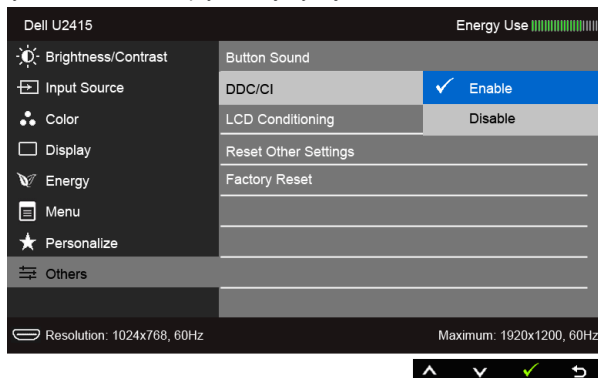 Dell U2415
Energy Use
Brightness/Contrast
Button Sound
Input Source
DDC/CI
Enable
Color
LCD Conditioning
Disable
Display
Reset Other Settings
Energy
Factory Reset
Menu
Personalize
Others
Resolution: 1024x768, 60Hz
Maximum: 1920x1200, 60Hz